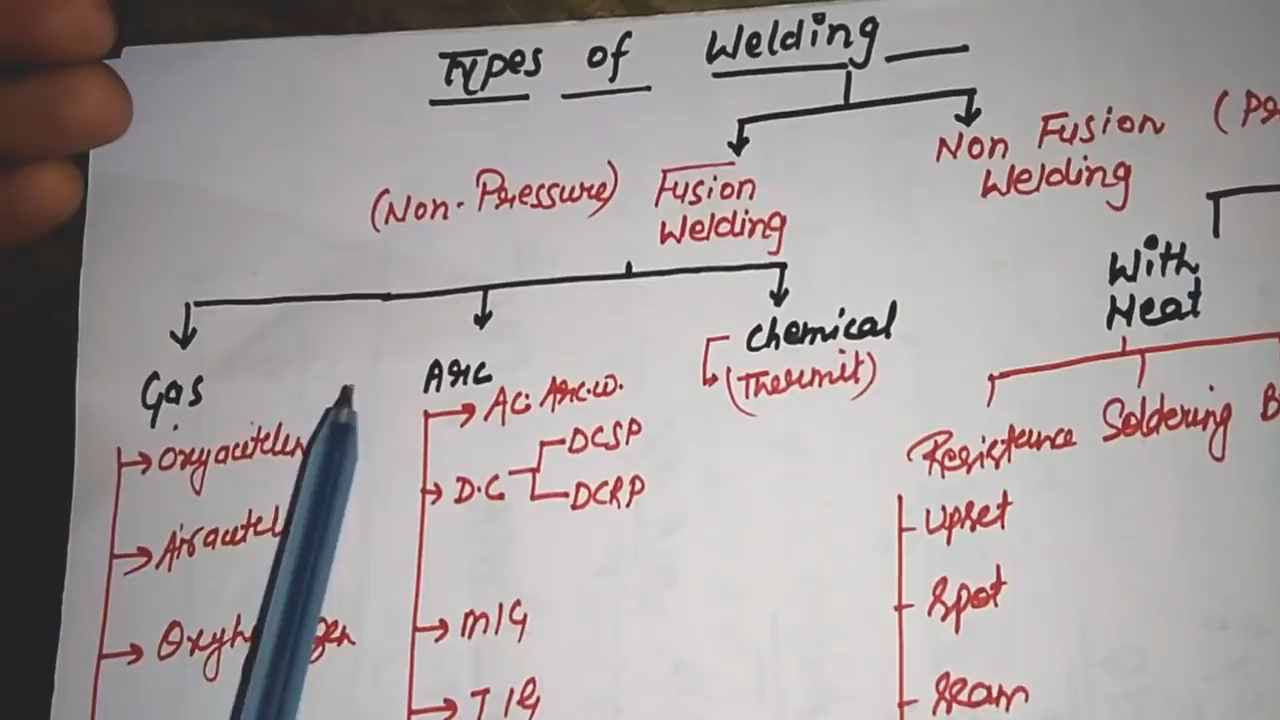 Types of Welding
Non Fusion
Welding
(Non-Pressure) Fusion
Welding
With
Heat
Gas
Arc
Chemical
(Thermit)
AC Arc.w.
D.C
DCSP
DCRP
MIG
TIG
Resistance Soldering
Upset
Spot
Seam